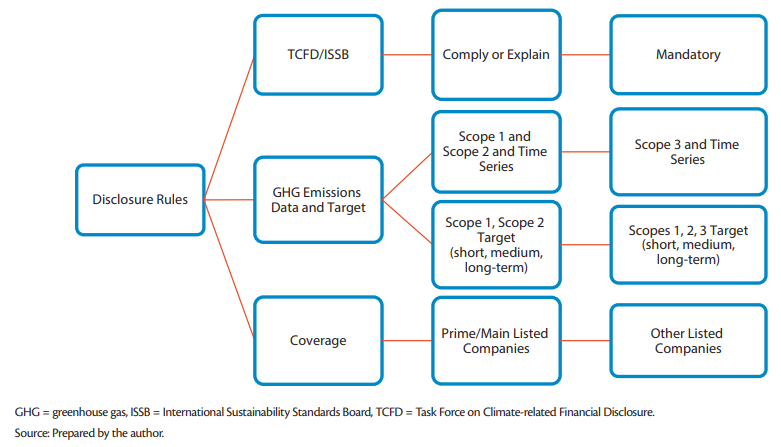 TCFD/ISSB
Comply or Explain
Mandatory
Disclosure Rules
GHG Emissions
Data and Target
Scope 1 and
Scope 2 and Time
Series
Scope 3 and Time
Series
Scope 1, Scope 2
Target
(short, medium,
long-term)
Scopes 1, 2, 3 Target
(short, medium,
long-term)
Coverage
Prime/Main Listed
Companies
Other Listed
Companies
GHG = greenhouse gas, ISSB = International Sustainability Standards Board, TCFD = Task Force on Climate-related Financial Disclosure.
Source: Prepared by the author.